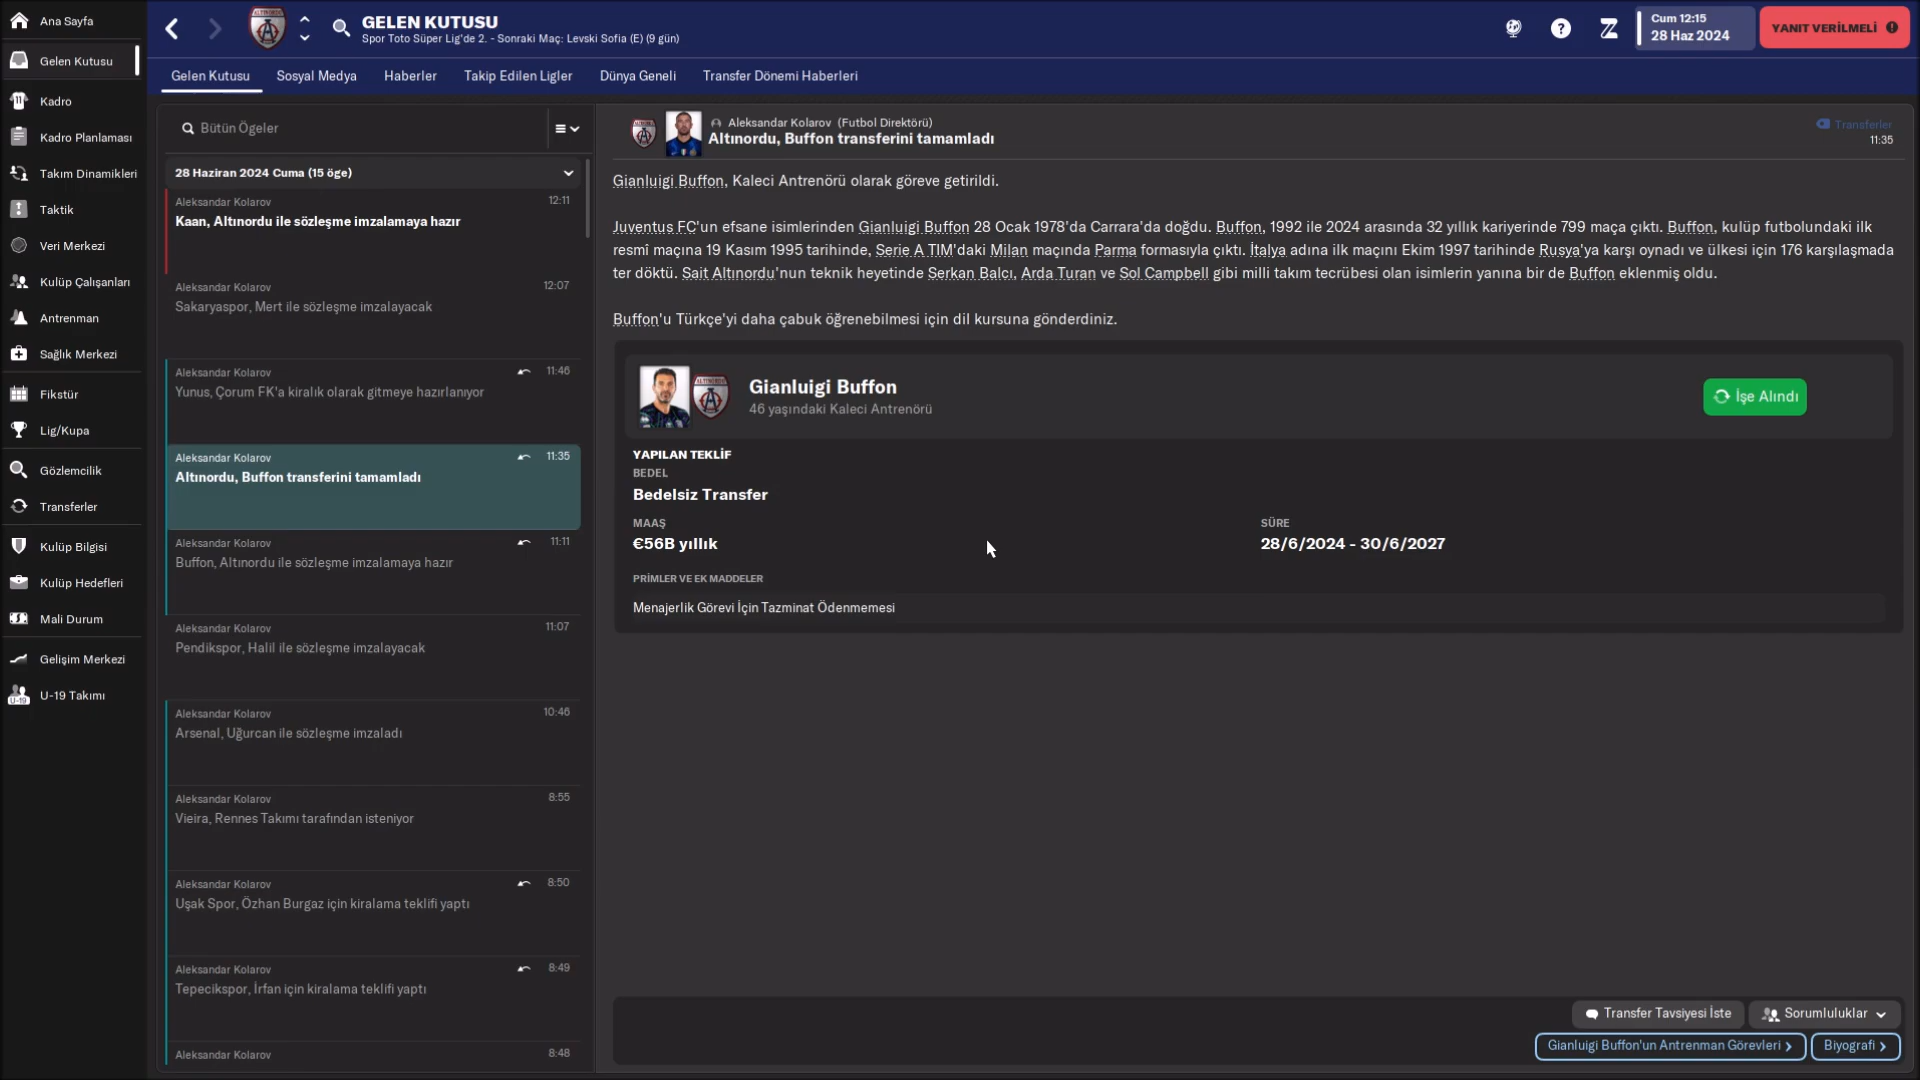 Ana Sayfa
Gelen Kutusu
Kadro
Kadro Planlaması
Takım Dinamikleri
Taktik
Veri Merkezi
Kulüp Çalışanları
Antrenman
Sağlık Merkezi
Fikstür
Lig/Kupa
Gözlemcilik
Transferler
Kulüp Bilgisi
Kulüp Hedefleri
Mali Durum
Gelişim Merkezi
U-19 Takımı
GELEN KUTUSU
Spor Toto Süper Lig'de 2. - Sonraki Maç: Levski Sofia (E) (9 gün)
Cum 12:15
28 Haz 2024
YANIT VERİLMELİ
Gelen Kutusu Sosyal Medya Haberler Takip Edilen Ligler Dünya Geneli Transfer Dönemi Haberleri
Bütün Ögeler
28 Haziran 2024 Cuma (15 öge)
Aleksandar Kolarov 12:11
Kaan, Altınordu ile sözleşme imzalamaya hazır
Aleksandar Kolarov 12:07
Sakaryaspor, Mert ile sözleşme imzalayacak
Aleksandar Kolarov 11:46
Yunus, Çorum FK'a kiralık olarak gitmeye hazırlanıyor
Aleksandar Kolarov 11:35
Altınordu, Buffon transferini tamamladı
Aleksandar Kolarov 11:11
Buffon, Altınordu ile sözleşme imzalamaya hazır
Aleksandar Kolarov 11:07
Pendikspor, Halil ile sözleşme imzalayacak
Aleksandar Kolarov 10:46
Arsenal, Uğurcan ile sözleşme imzaladı
Aleksandar Kolarov 8:55
Vieira, Rennes Takımı tarafından isteniyor
Aleksandar Kolarov 8:50
Uşak Spor, Özhan Burgaz için kiralama teklifi yaptı
Aleksandar Kolarov 8:49
Tepecikspor, İrfan için kiralama teklifi yaptı
Aleksandar Kolarov 8:48
Aleksandar Kolarov (Futbol Direktörü)
Altınordu, Buffon transferini tamamladı
Transferler
11:35
Gianluigi Buffon, Kaleci Antrenörü olarak göreve getirildi.
Juventus FC'un efsane isimlerinden Gianluigi Buffon 28 Ocak 1978'da Carrara'da doğdu. Buffon, 1992 ile 2024 arasında 32 yıllık kariyerinde 799 maça çıktı. Buffon, kulüp futbolundaki ilk
resmî maçına 19 Kasım 1995 tarihinde, Serie A TIM'daki Milan maçında Parma formasıyla çıktı. İtalya adına ilk maçını Ekim 1997 tarihinde Rusya'ya karşı oynadı ve ülkesi için 176 karşılaşmada
ter döktü. Sait Altınordu'nun teknik heyetinde Serkan Balcı, Arda Turan ve Sol Campbell gibi milli takım tecrübesi olan isimlerin yanına bir de Buffon eklenmiş oldu.
Buffon'u Türkçe'yi daha çabuk öğrenebilmesi için dil kursuna gönderdiniz.
Gianluigi Buffon
46 yaşındaki Kaleci Antrenörü
İşe Alındı
YAPILAN TEKLİF
BEDEL
Bedelsiz Transfer
MAAŞ SÜRE
€56B yıllık 28/6/2024 - 30/6/2027
PRİMLER VE EK MADDELER
Menajerlik Görevi İçin Tazminat Ödenmemesi
Transfer Tavsiyesi İste Sorumluluklar
Gianluigi Buffon'un Antrenman Görevleri Biyografi